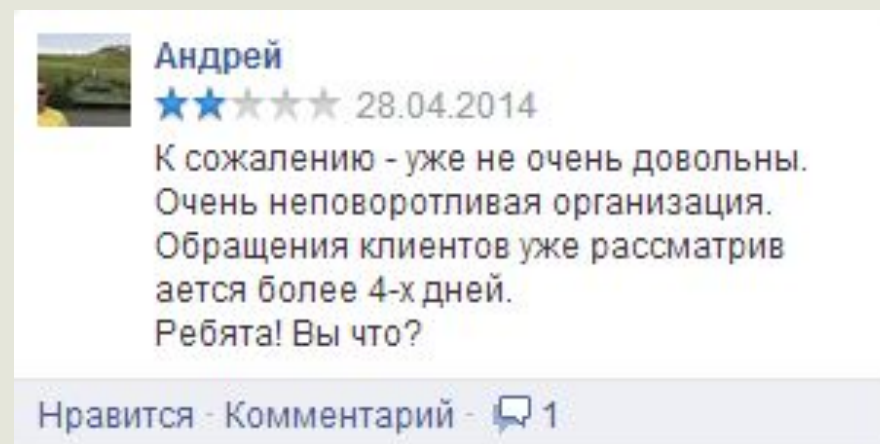 Андрей
28.04.2014
К сожалению - уже не очень довольны.
Очень неповоротливая организация.
Обращения клиентов уже рассматрив
ается более 4-х дней.
Ребята! Вы что?
Нравится · Комментарий · 1